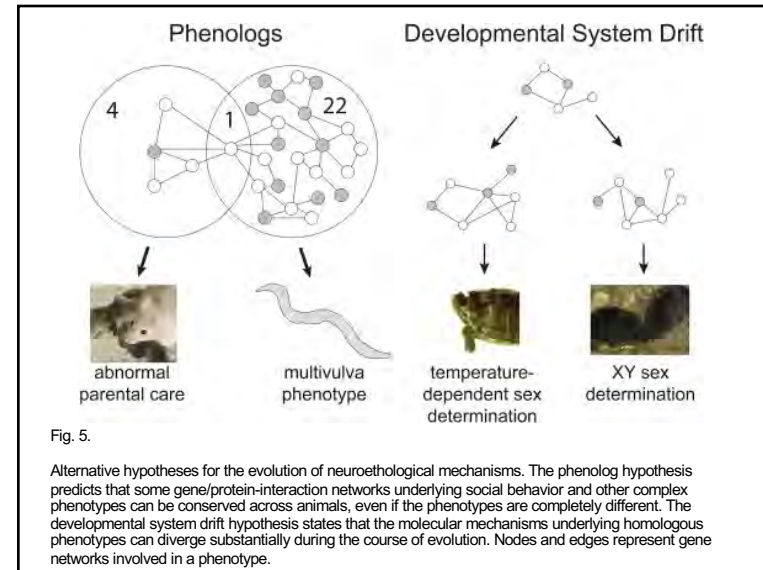 Phenologs
Developmental System Drift
4
1
22
abnormal
parental care
multivulva
phenotype
temperature-
dependent sex
determination
XY sex
determination
Fig. 5.
Alternative hypotheses for the evolution of neuroethological mechanisms. The phenolog hypothesis
predicts that some gene/protein-interaction networks underlying social behavior and other complex
phenotypes can be conserved across animals, even if the phenotypes are completely different. The
developmental system drift hypothesis states that the molecular mechanisms underlying homologous
phenotypes can diverge substantially during the course of evolution. Nodes and edges represent gene
networks involved in a phenotype.